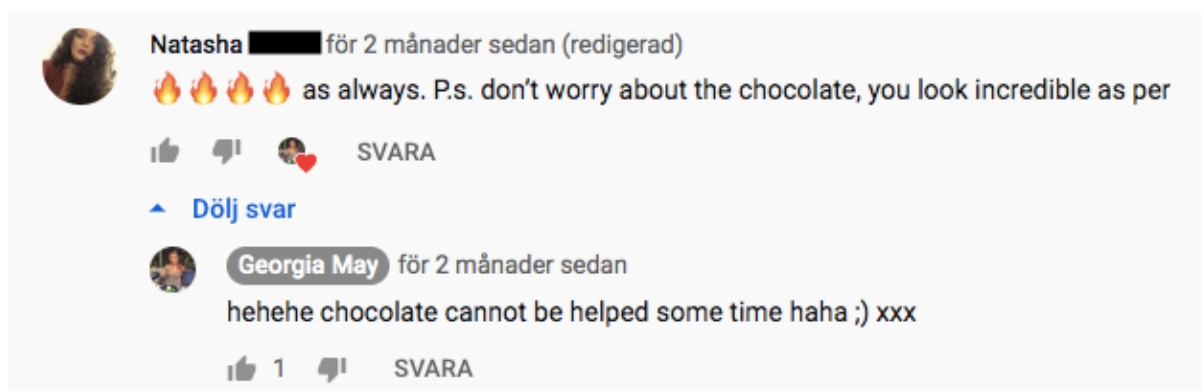 Natasha för 2 månader sedan (redigerad)
🔥🔥🔥🔥 as always. P.s. don’t worry about the chocolate, you look incredible as per
SVARA
Dölj svar
Georgia May för 2 månader sedan
hehehe chocolate cannot be helped some time haha ;) xxx
1 SVARA